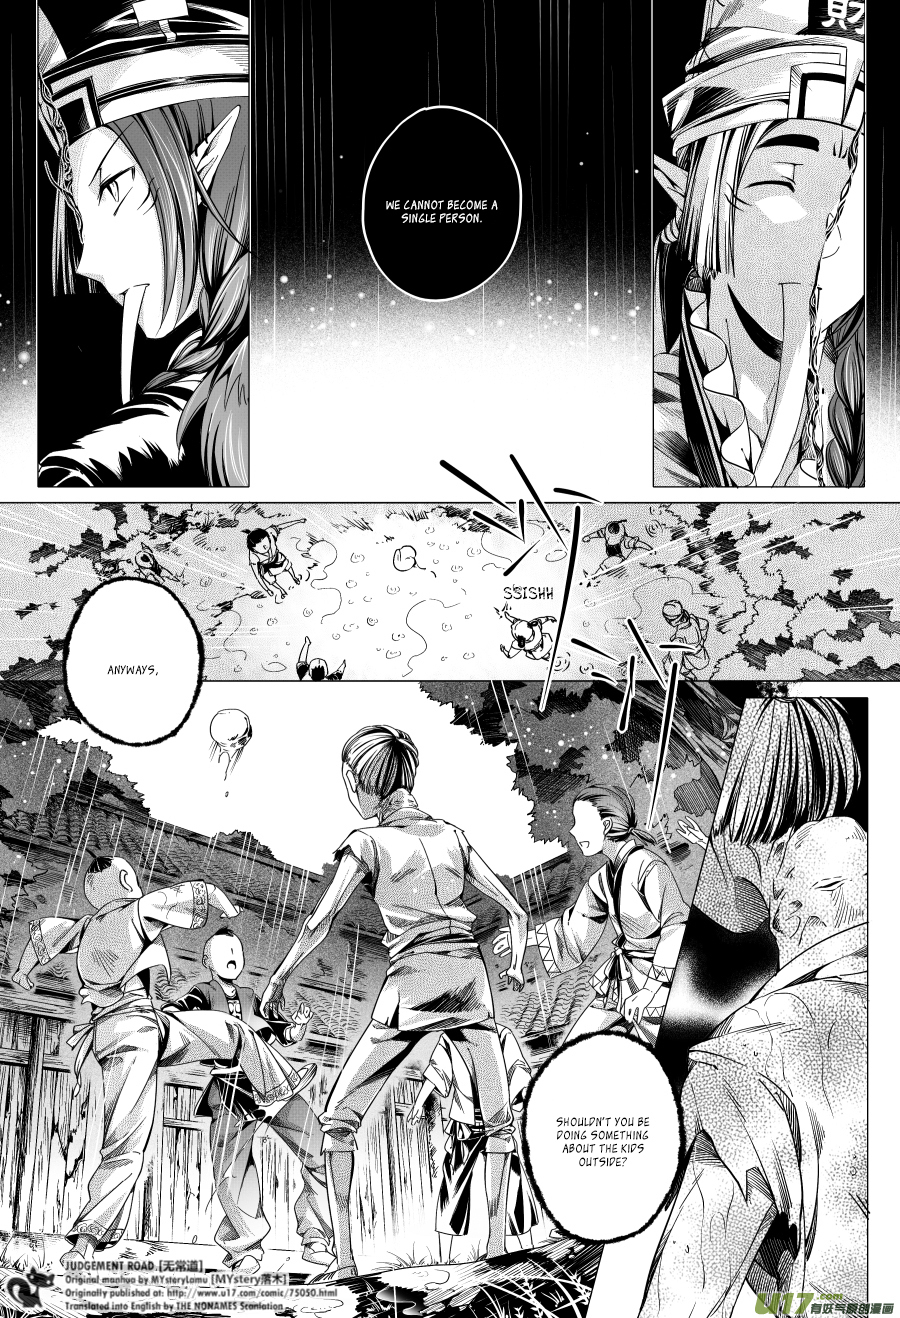 財
WE CANNOT BECOME A
SINGLE PERSON.
SSISHH
ANYWAYS,
SHOULDN'T YOU BE
DOING SOMETHING
ABOUT THE KIDS
OUTSIDE?
JUDGEMENT ROAD [无常道]
Original manhua by MYsteryLamu [MYstery落木]
Originally published at: http://www.u17.com/comic/75050.html
Translated into English by THE NONAMES Scanlation
U17.com
有妖气原创漫画